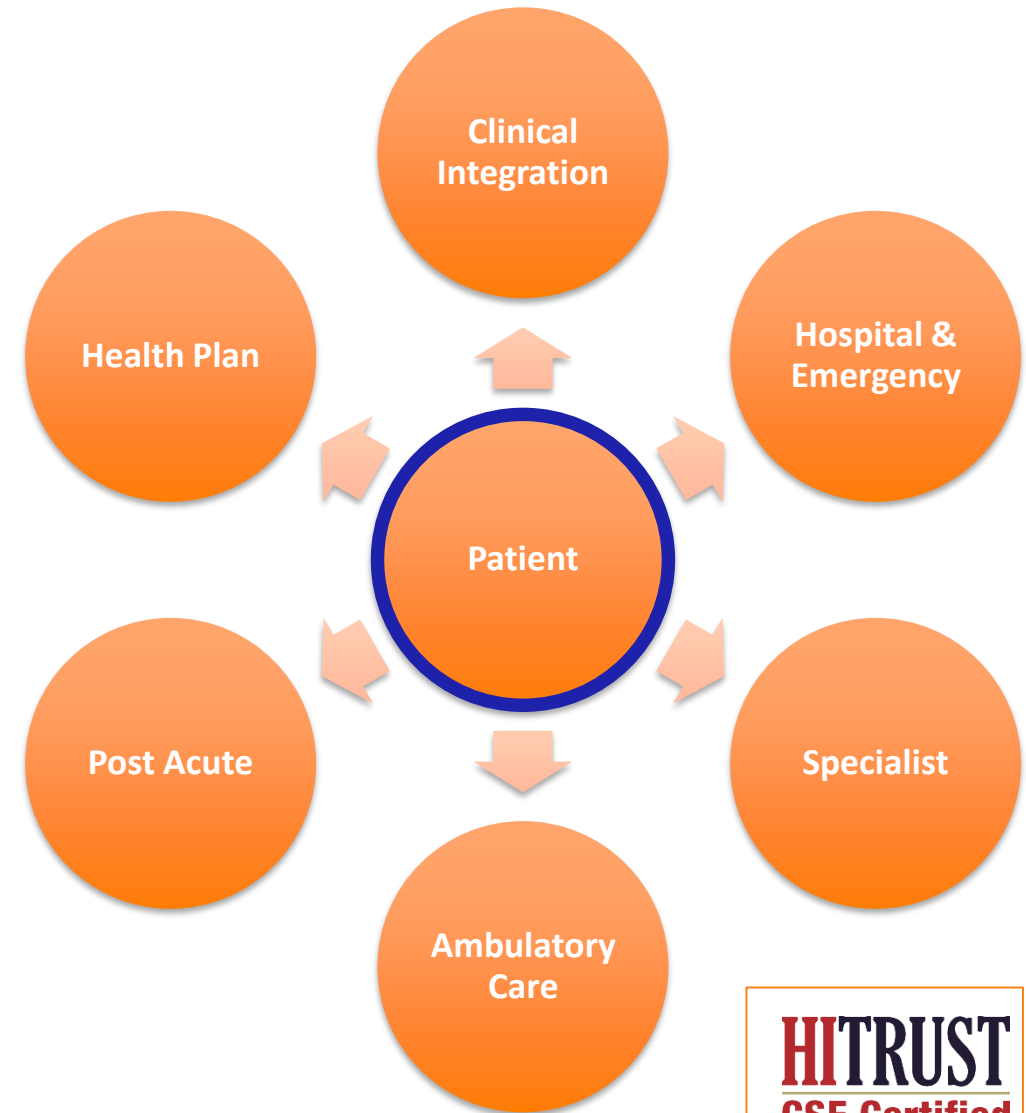 Clinical
Integration
Health Plan
Hospital &
Emergency
Patient
Post Acute
Specialist
Ambulatory
Care
HITRUST
CSF Certified